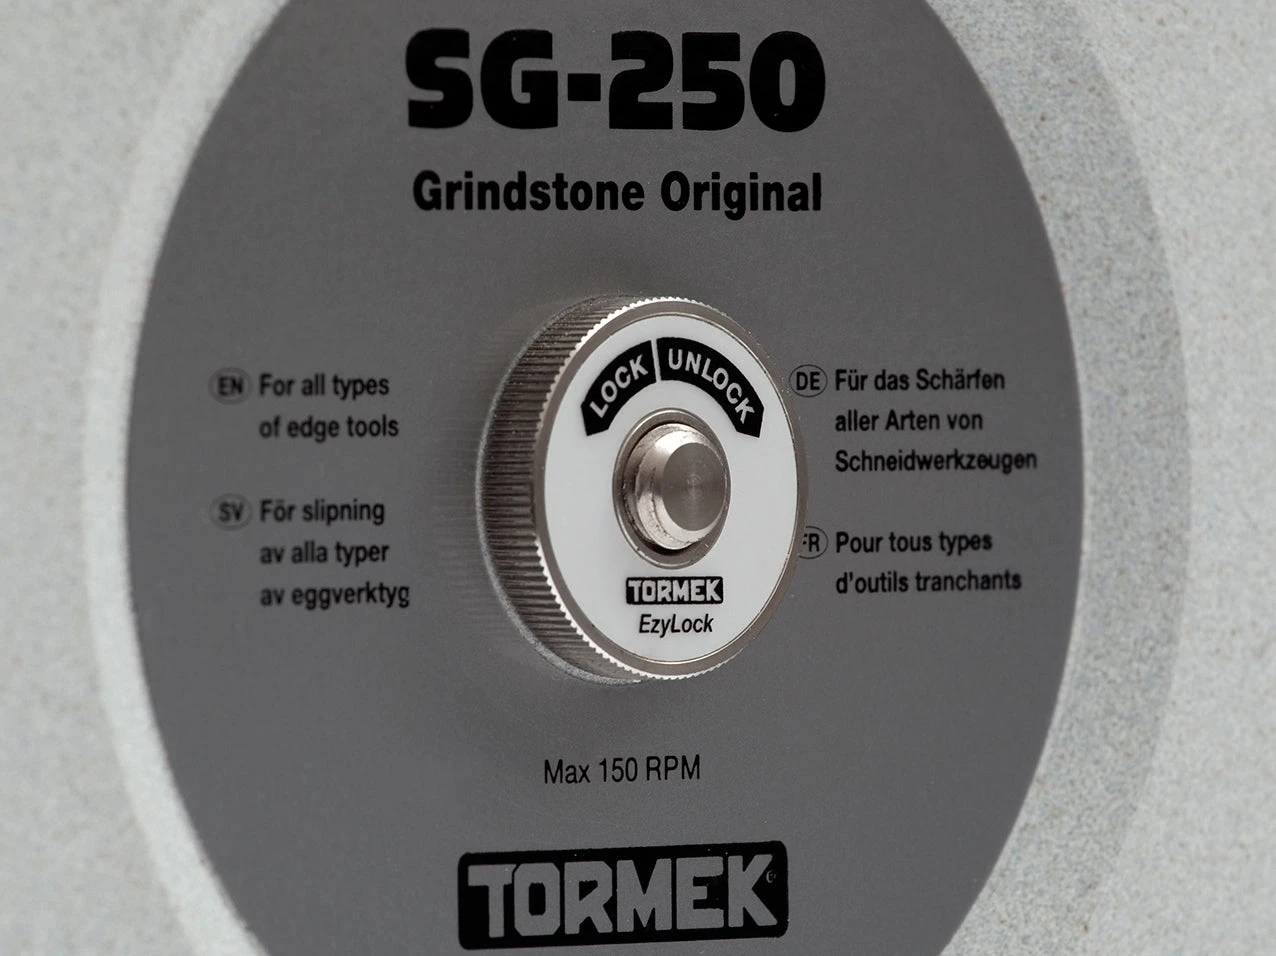 SG-250
Grindstone Original
EN For all types
of edge tools
SV För slipning
av alla typer
av eggverktyg
LOCK UNLOCK
TORMEK
EzyLock
DE Für das Schärfen
aller Arten von
Schneidwerkzeugen
FR Pour tous types
d'outils tranchants
Max 150 RPM
TORMEK®